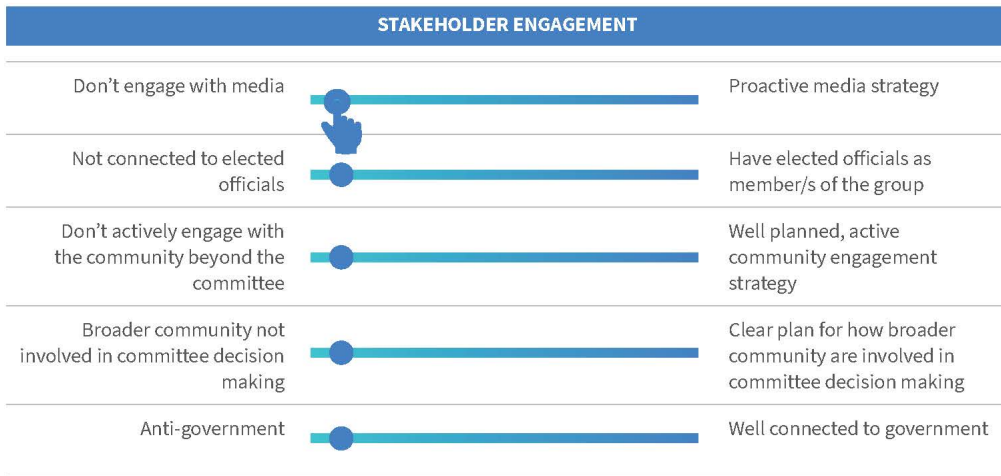 STAKEHOLDER ENGAGEMENT
Don’t engage with media
Proactive media strategy
Not connected to elected
officials
Have elected officials as
member/s of the group
Don’t actively engage with
the community beyond the
committee
Well planned, active
community engagement
strategy
Broader community not
involved in committee decision
making
Clear plan for how broader
community are involved in
committee decision making
Anti-government
Well connected to government